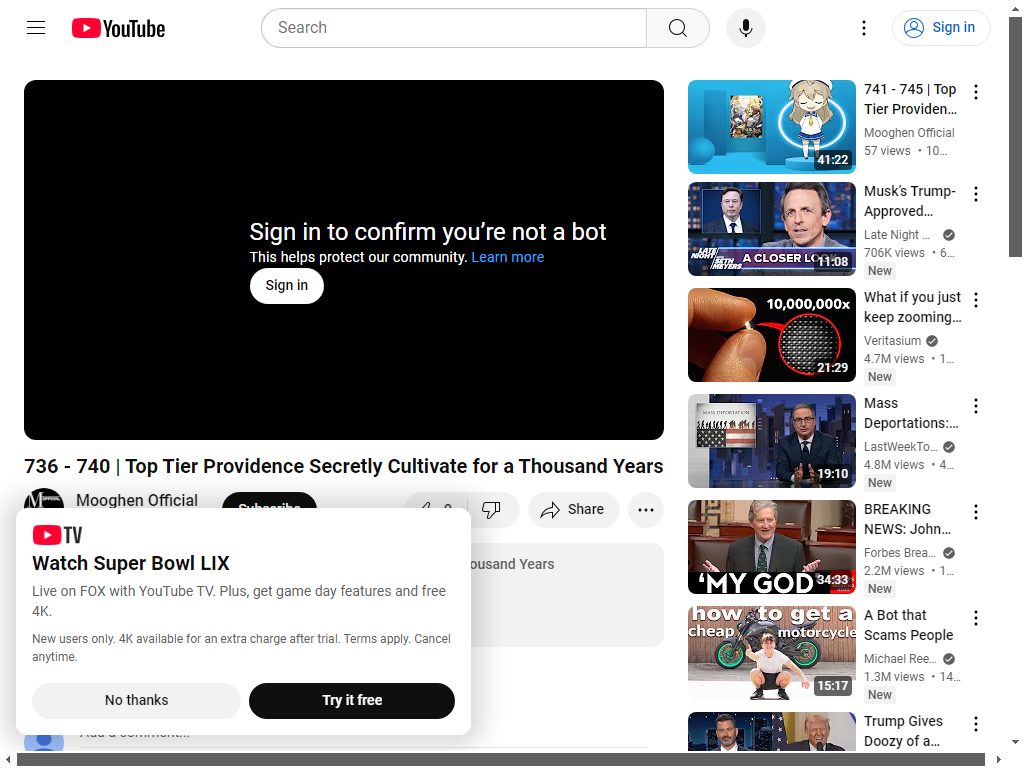 YouTube
Search
Sign in
Sign in to confirm you're not a bot
This helps protect our community. Learn more
Sign in
736 - 740 | Top Tier Providence Secretly Cultivate for a Thousand Years
Mooghen Official
Subscribe
Share
ousand Years
TV
Watch Super Bowl LIX
Live on FOX with YouTube TV. Plus, get game day features and free
4K.
New users only. 4K available for an extra charge after trial. Terms apply. Cancel
anytime.
No thanks
Try it free
Add a comment...
41:22
741 - 745 | Top
Tier Providen...
Mooghen Official
57 views • 10...
LATE
NIGHT
SETH
MEYERS
A CLOSER LOOK
11:08
Musk's Trump-
Approved...
Late Night ...
706K views • 6...
New
10,000,000x
21:29
What if you just
keep zooming...
Veritasium
4.7M views • 1...
New
MASS DEPORTATION
19:10
Mass
Deportations:...
LastWeekTo...
4.8M views • 4...
New
'MY GOD
34:33
BREAKING
NEWS: John...
Forbes Brea...
2.2M views • 1...
New
how to get a
cheap motorcycle
15:17
A Bot that
Scams People
Michael Ree...
1.3M views • 14...
New
Trump Gives
Doozy of a...